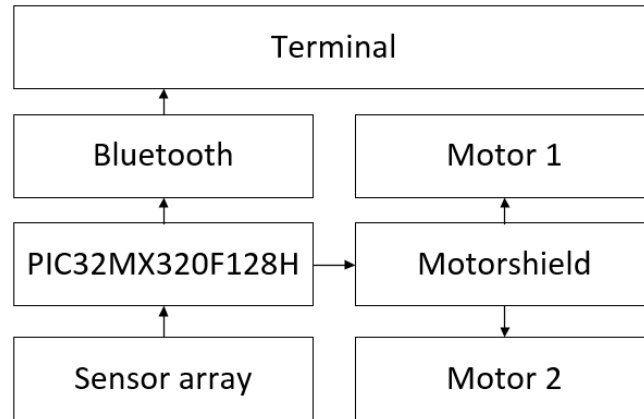 Terminal
Bluetooth
Motor 1
PIC32MX320F128H
Motorshield
Sensor array
Motor 2